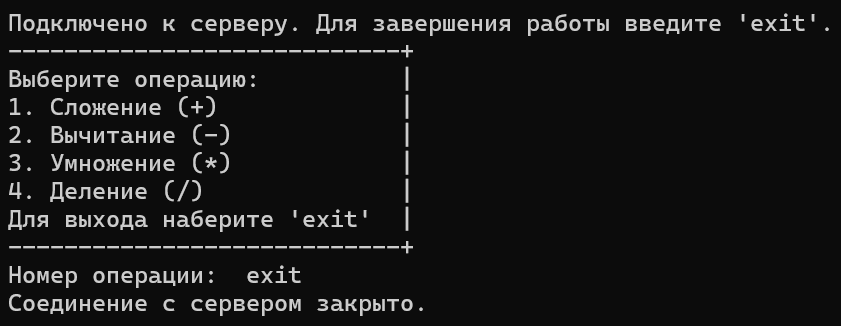 Подключено к серверу. Для завершения работы введите 'exit'.
----------------------------+
Выберите операцию:          |
1. Сложение (+)             |
2. Вычитание (-)            |
3. Умножение (*)            |
4. Деление (/)              |
Для выхода наберите 'exit'  |
----------------------------+
Номер операции:  exit
Соединение с сервером закрыто.